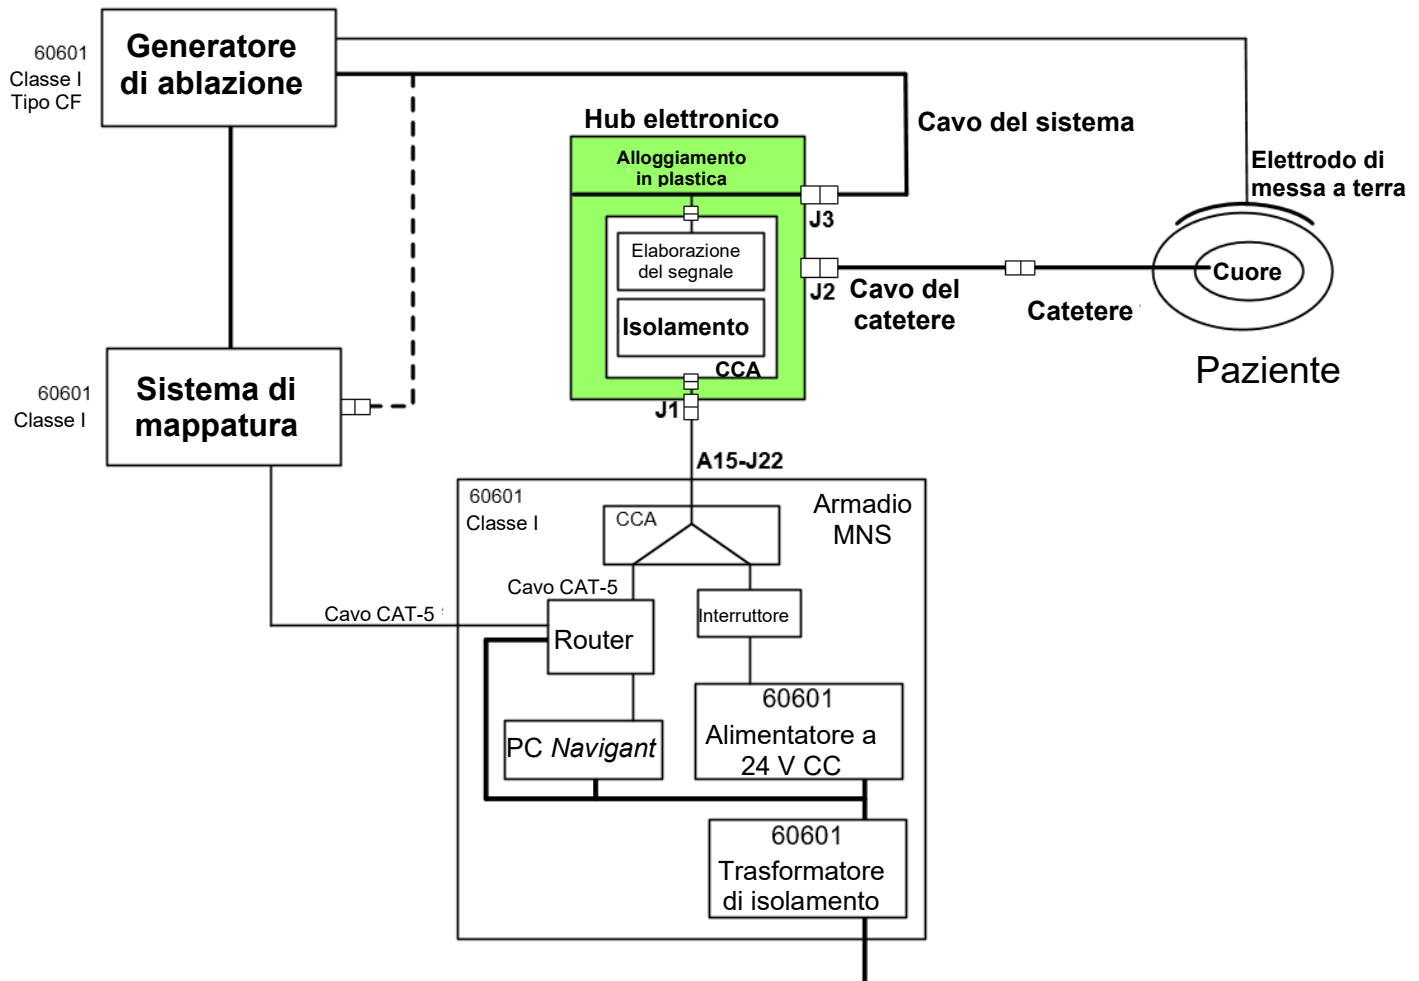 60601
Classe I
Tipo CF
Generatore
di ablazione
Hub elettronico
Alloggiamento
in plastica
Cavo del sistema
Elettrodo di
messa a terra
J3
Elaborazione
del segnale
J2
Cavo del
catetere
Catetere
Cuore
Paziente
Isolamento
CCA
J1
60601
Classe I
Sistema di
mappatura
A15-J22
60601
Classe I
CCA
Armadio
MNS
Cavo CAT-5
Cavo CAT-5
Router
Interruttore
PC Navigant
60601
Alimentatore a
24 V CC
60601
Trasformatore
di isolamento